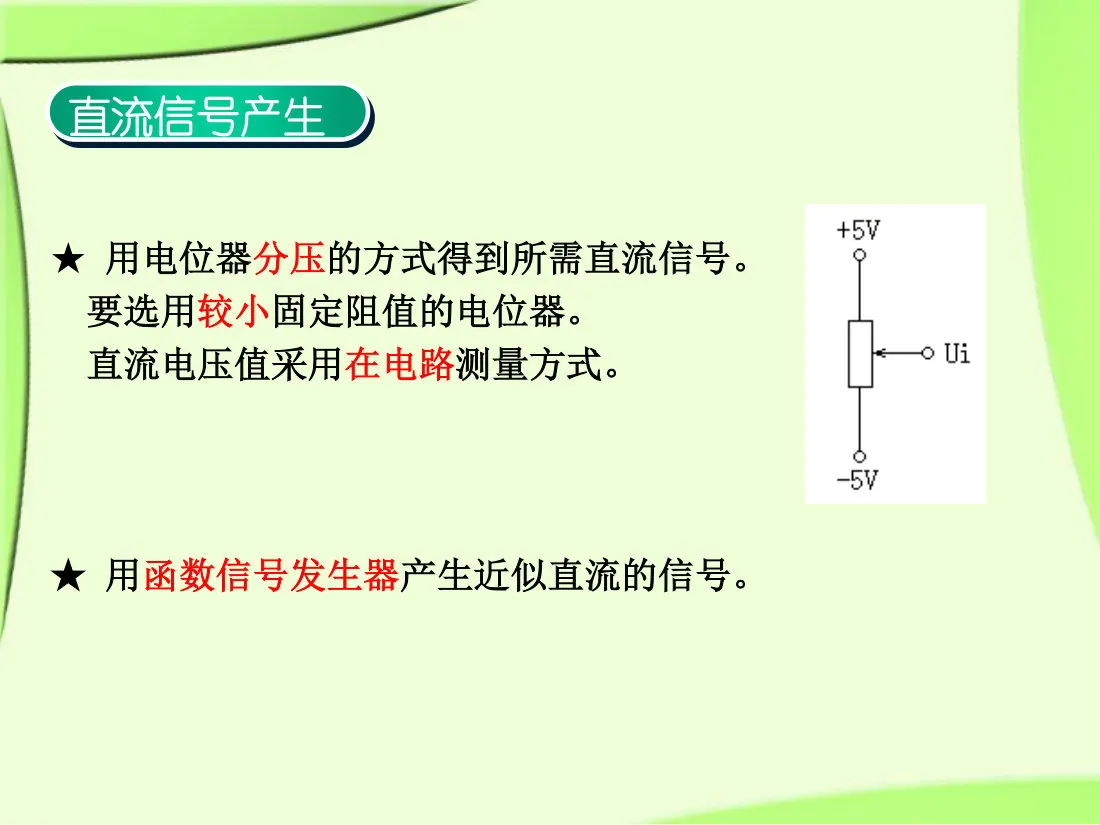 直流信号产生
★ 用电位器分压的方式得到所需直流信号。
要选用较小固定阻值的电位器。
直流电压值采用在电路测量方式。
+5V
Ui
-5V
★ 用函数信号发生器产生近似直流的信号。